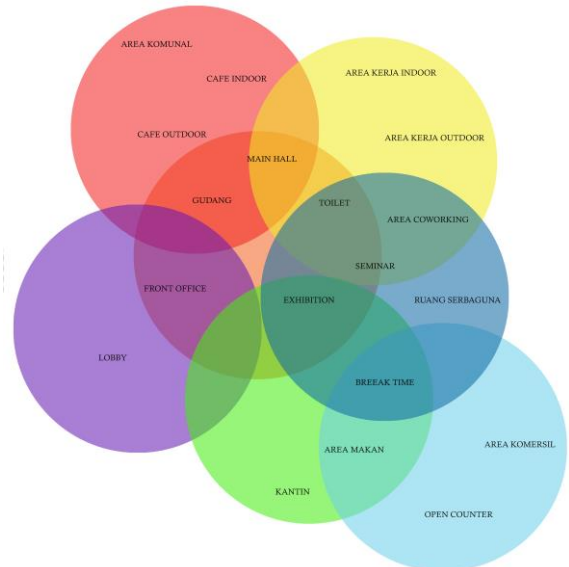 AREA KOMUNAL
CAFE INDOOR
AREA KERJA INDOOR
CAFE OUTDOOR
AREA KERJA OUTDOOR
MAIN HALL
GUDANG
TOILET
AREA COWORKING
SEMINAR
FRONT OFFICE
EXHIBITION
RUANG SERBAGUNA
LOBBY
BREEAK TIME
AREA MAKAN
AREA KOMERSIL
KANTIN
OPEN COUNTER